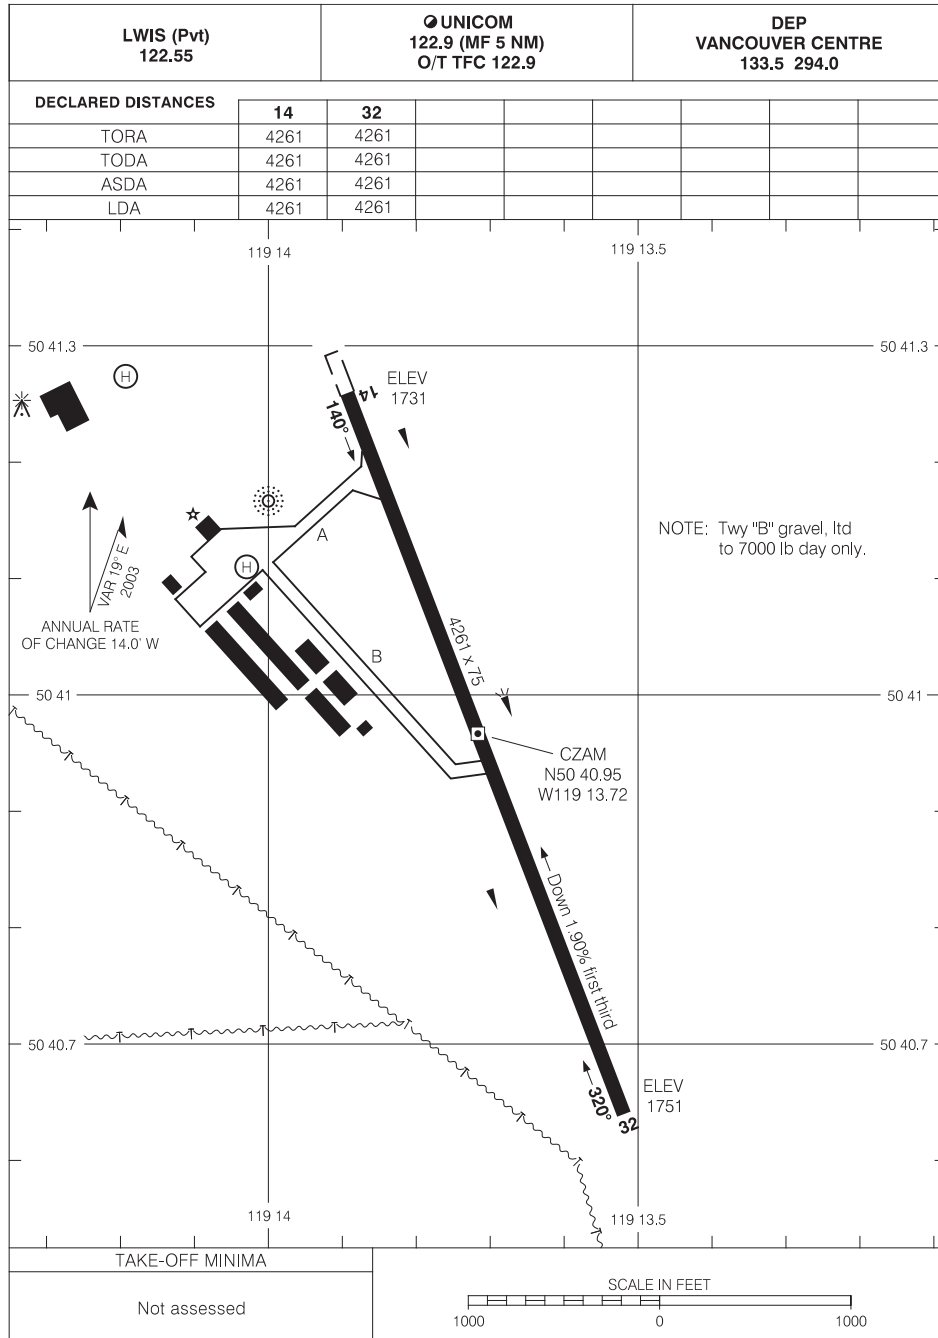 LWIS (Pvt)
122.55
UNICOM
122.9 (MF 5 NM)
O/T TFC 122.9
DEP
VANCOUVER CENTRE
133.5 294.0
DECLARED DISTANCES
14 32
TORA 4261 4261
TODA 4261 4261
ASDA 4261 4261
LDA 4261 4261
119 14
119 13.5
50 41.3
50 41.3
H
ELEV
1731
14
140°
NOTE: Twy "B" gravel, ltd
to 7000 lb day only.
A
H
VAR 19° E
2003
ANNUAL RATE
OF CHANGE 14.0' W
B
4261 x 75
50 41
50 41
CZAM
N50 40.95
W119 13.72
Down 1.90% first third
50 40.7
50 40.7
ELEV
1751
320°
32
119 14
119 13.5
TAKE-OFF MINIMA
Not assessed
SCALE IN FEET
1000 0 1000